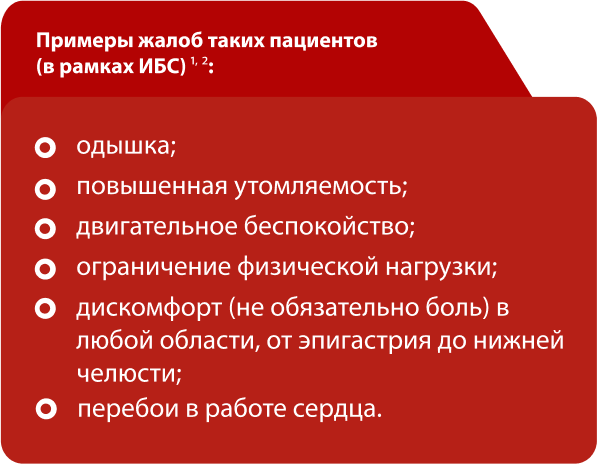 Примеры жалоб таких пациентов
(в рамках ИБС) 1, 2:
одышка;
повышенная утомляемость;
двигательное беспокойство;
ограничение физической нагрузки;
дискомфорт (не обязательно боль) в
любой области, от эпигастрия до нижней
челюсти;
перебои в работе сердца.